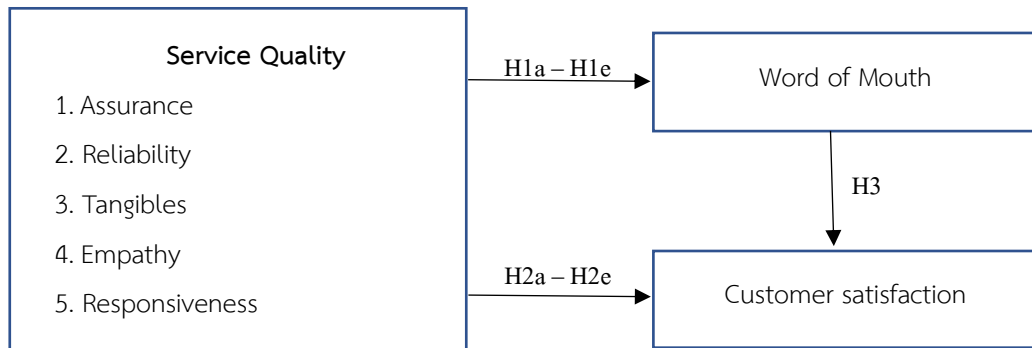 Service Quality
1. Assurance
2. Reliability
3. Tangibles
4. Empathy
5. Responsiveness
H1a – H1e
Word of Mouth
H3
H2a – H2e
Customer satisfaction